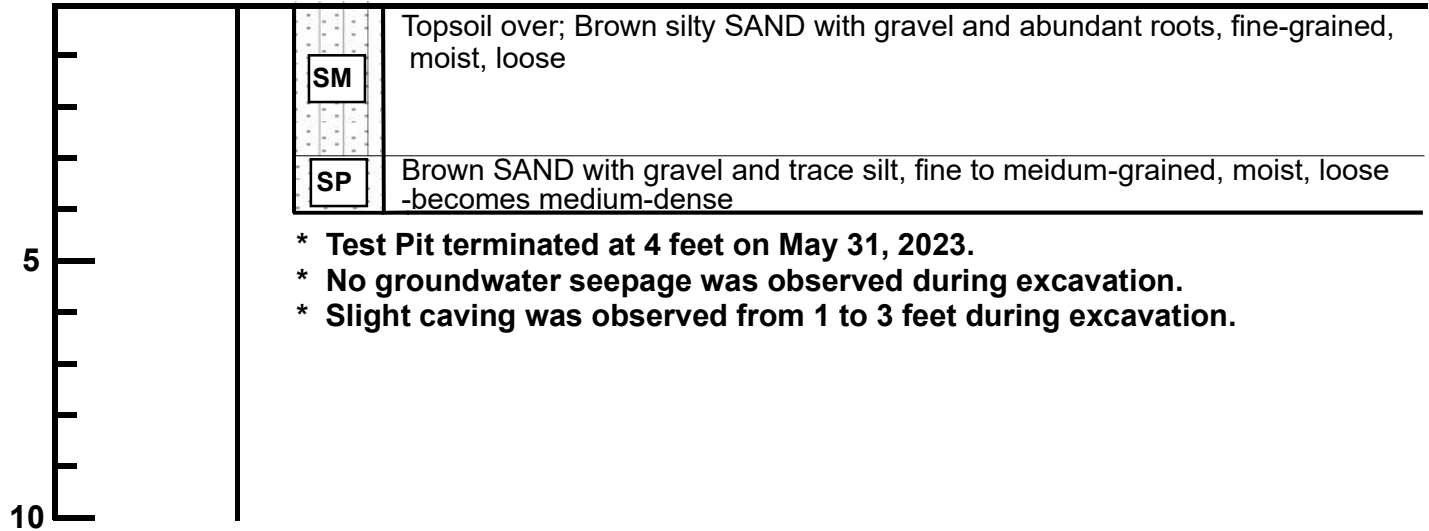 Topsoil over; Brown silty SAND with gravel and abundant roots, fine-grained,
moist, loose
SM
SP
Brown SAND with gravel and trace silt, fine to meidum-grained, moist, loose
-becomes medium-dense
* Test Pit terminated at 4 feet on May 31, 2023.
5
* No groundwater seepage was observed during excavation.
* Slight caving was observed from 1 to 3 feet during excavation.
10